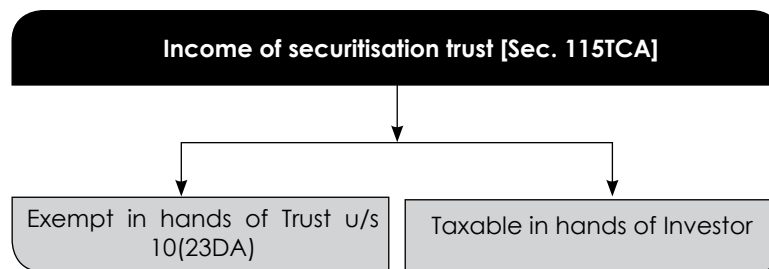 Income of securitisation trust [Sec. 115TCA]
Exempt in hands of Trust u/s
10(23DA)
Taxable in hands of Investor